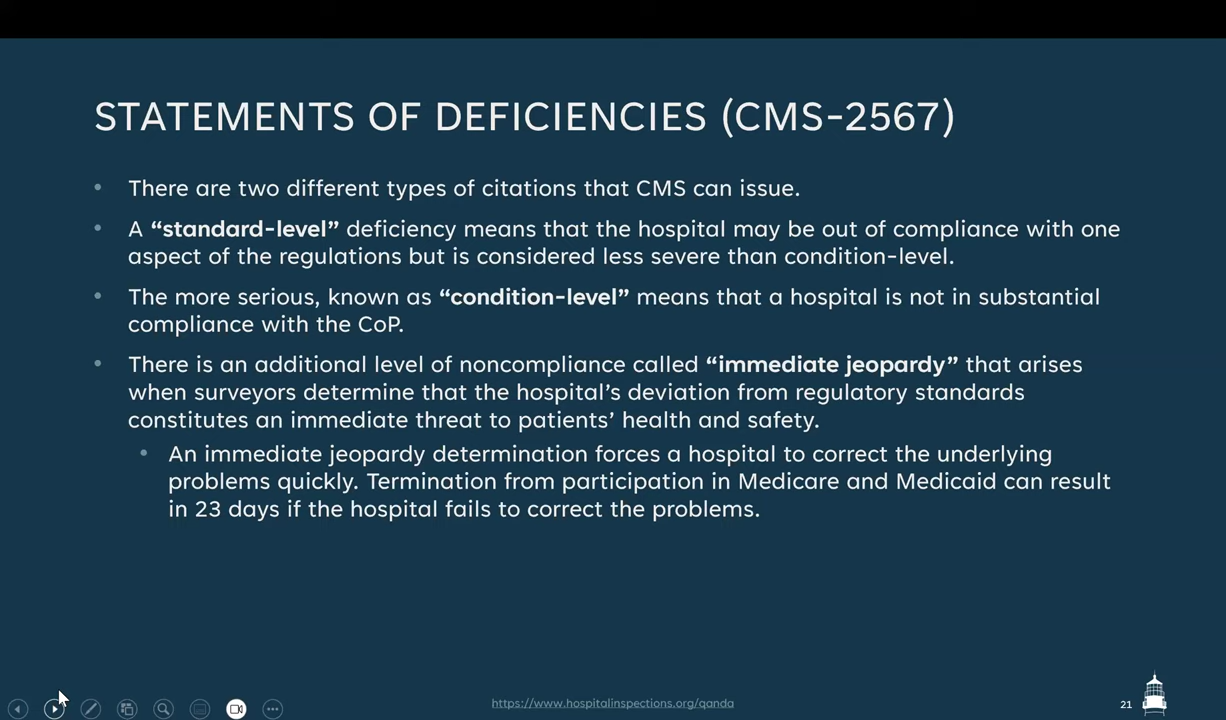 STATEMENTS OF DEFICIENCIES (CMS-2567)
• There are two different types of citations that CMS can issue.
• A “standard-level” deficiency means that the hospital may be out of compliance with one
aspect of the regulations but is considered less severe than condition-level.
• The more serious, known as “condition-level” means that a hospital is not in substantial
compliance with the CoP.
• There is an additional level of noncompliance called “immediate jeopardy” that arises
when surveyors determine that the hospital’s deviation from regulatory standards
constitutes an immediate threat to patients’ health and safety.
• An immediate jeopardy determination forces a hospital to correct the underlying
problems quickly. Termination from participation in Medicare and Medicaid can result
in 23 days if the hospital fails to correct the problems.
https://www.hospitalinspections.org/qanda
21